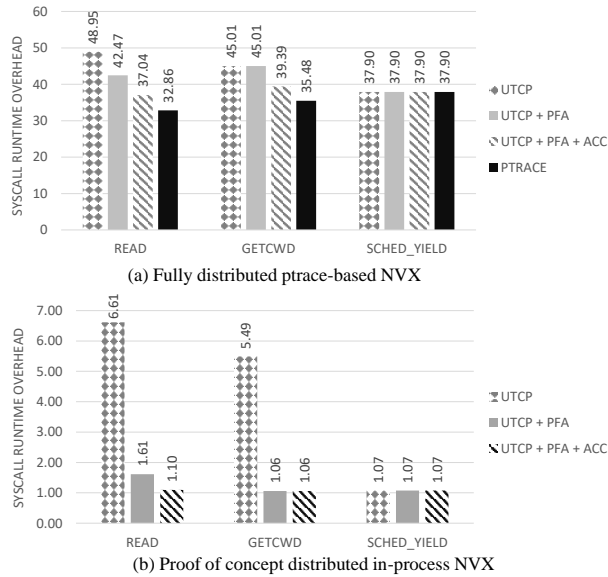 60
50
40
30
20
10
0
SYSCALL RUNTIME OVERHEAD
48.95
42.47
37.04
32.86
45.01
45.01
39.39
35.48
37.90
37.90
37.90
37.90
READ
GETCWD
SCHED_YIELD
UTCP
UTCP + PFA
UTCP + PFA + ACC
PTRACE
(a) Fully distributed ptrace-based NVX
7.00
6.00
5.00
4.00
3.00
2.00
1.00
0.00
SYSCALL RUNTIME OVERHEAD
6.61
1.61
1.10
5.49
1.06
1.06
1.07
1.07
1.07
READ
GETCWD
SCHED_YIELD
UTCP
UTCP + PFA
UTCP + PFA + ACC
(b) Proof of concept distributed in-process NVX